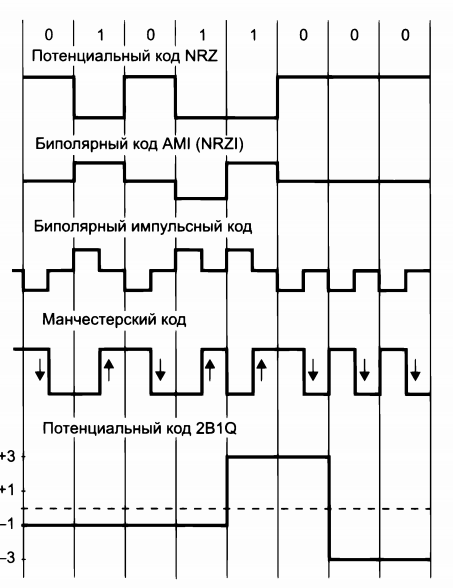 0 1 0 1 1 0 0 0
Потенциальный код NRZ
Биполярный код AMI (NRZI)
Биполярный импульсный код
Манчестерский код
Потенциальный код 2B1Q
+3
+1
–1
–3